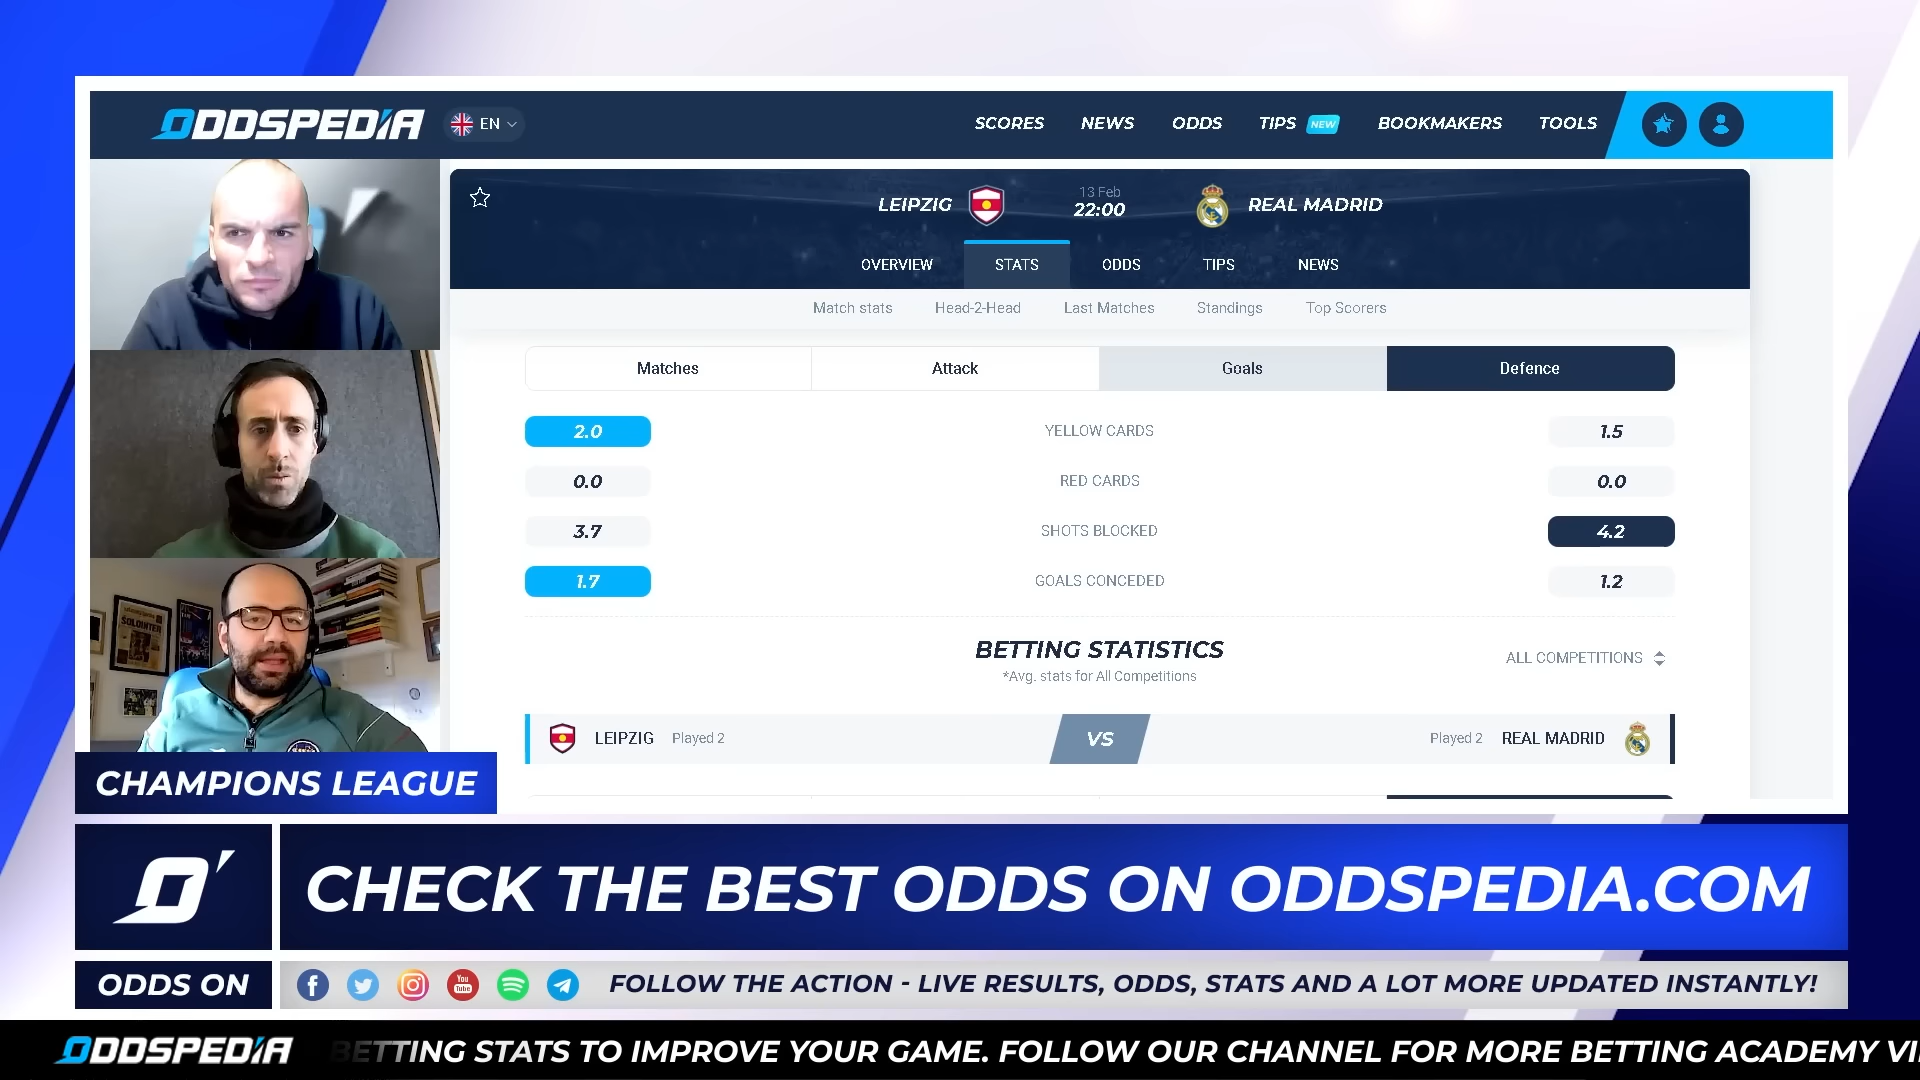 ODDSPEDIA
EN
SCORES NEWS ODDS TIPS NEW BOOKMAKERS TOOLS
LEIPZIG
13 Feb
22:00
REAL MADRID
OVERVIEW STATS ODDS TIPS NEWS
Match stats Head-2-Head Last Matches Standings Top Scorers
Matches Attack Goals Defence
2.0 YELLOW CARDS 1.5
0.0 RED CARDS 0.0
3.7 SHOTS BLOCKED 4.2
1.7 GOALS CONCEDED 1.2
BETTING STATISTICS
*Avg. stats for All Competitions
ALL COMPETITIONS
LEIPZIG Played 2 VS Played 2 REAL MADRID
CHAMPIONS LEAGUE
CHECK THE BEST ODDS ON ODDSPEDIA.COM
ODDS ON
You
Tube
FOLLOW THE ACTION - LIVE RESULTS, ODDS, STATS AND A LOT MORE UPDATED INSTANTLY!
ODDSPEDIA
BETTING STATS TO IMPROVE YOUR GAME. FOLLOW OUR CHANNEL FOR MORE BETTING ACADEMY VI